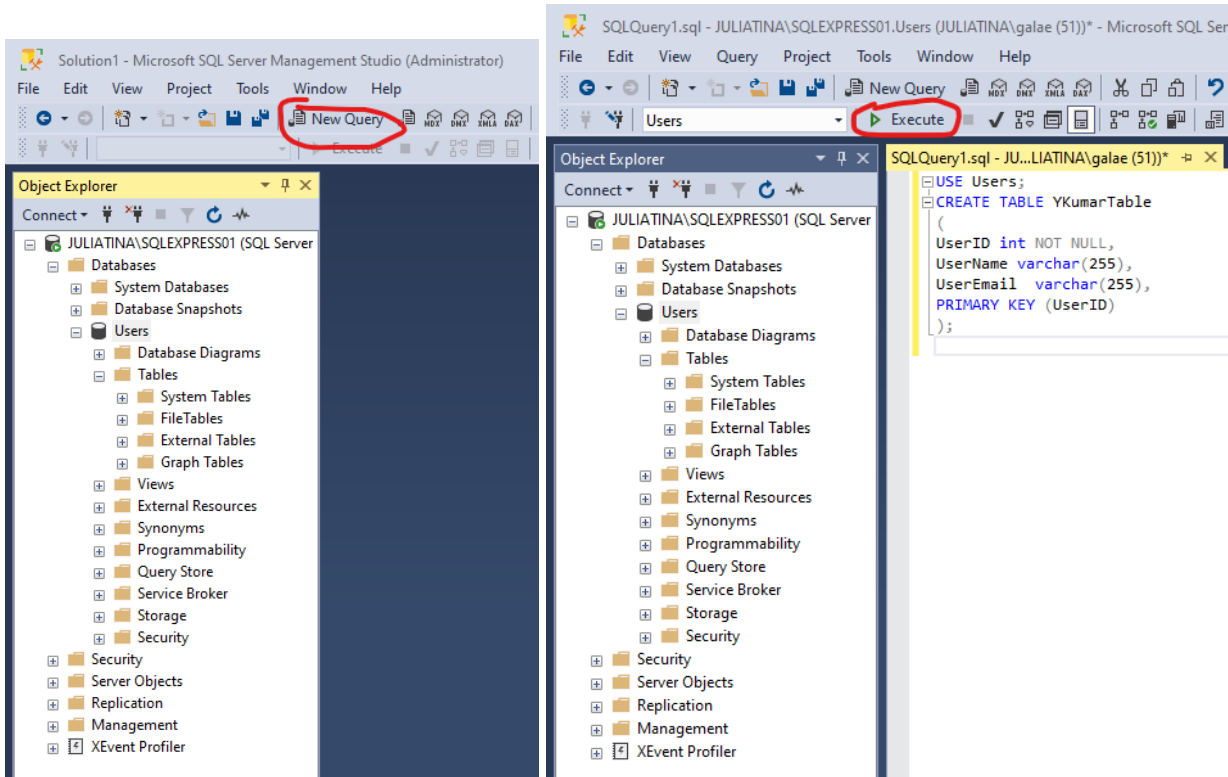 Solution1 - Microsoft SQL Server Management Studio (Administrator)
File Edit View Project Tools Window Help
New Query MDX DMX XMLA DAX
Execute
Object Explorer
Connect
JULIATINA\SQLEXPRESS01 (SQL Server
Databases
System Databases
Database Snapshots
Users
Database Diagrams
Tables
System Tables
FileTables
External Tables
Graph Tables
Views
External Resources
Synonyms
Programmability
Query Store
Service Broker
Storage
Security
Security
Server Objects
Replication
Management
XEvent Profiler
SQLQuery1.sql - JULIATINA\SQLEXPRESS01.Users (JULIATINA\galae (51))* - Microsoft SQL Ser
File Edit View Query Project Tools Window Help
New Query MDX DMX XMLA DAX
Users Execute
Object Explorer
Connect
JULIATINA\SQLEXPRESS01 (SQL Server
Databases
System Databases
Database Snapshots
Users
Database Diagrams
Tables
System Tables
FileTables
External Tables
Graph Tables
Views
External Resources
Synonyms
Programmability
Query Store
Service Broker
Storage
Security
Security
Server Objects
Replication
Management
XEvent Profiler
SQLQuery1.sql - JU...LIATINA\galae (51))*
USE Users;
CREATE TABLE YKumarTable
(
UserID int NOT NULL,
UserName varchar(255),
UserEmail varchar(255),
PRIMARY KEY (UserID)
);